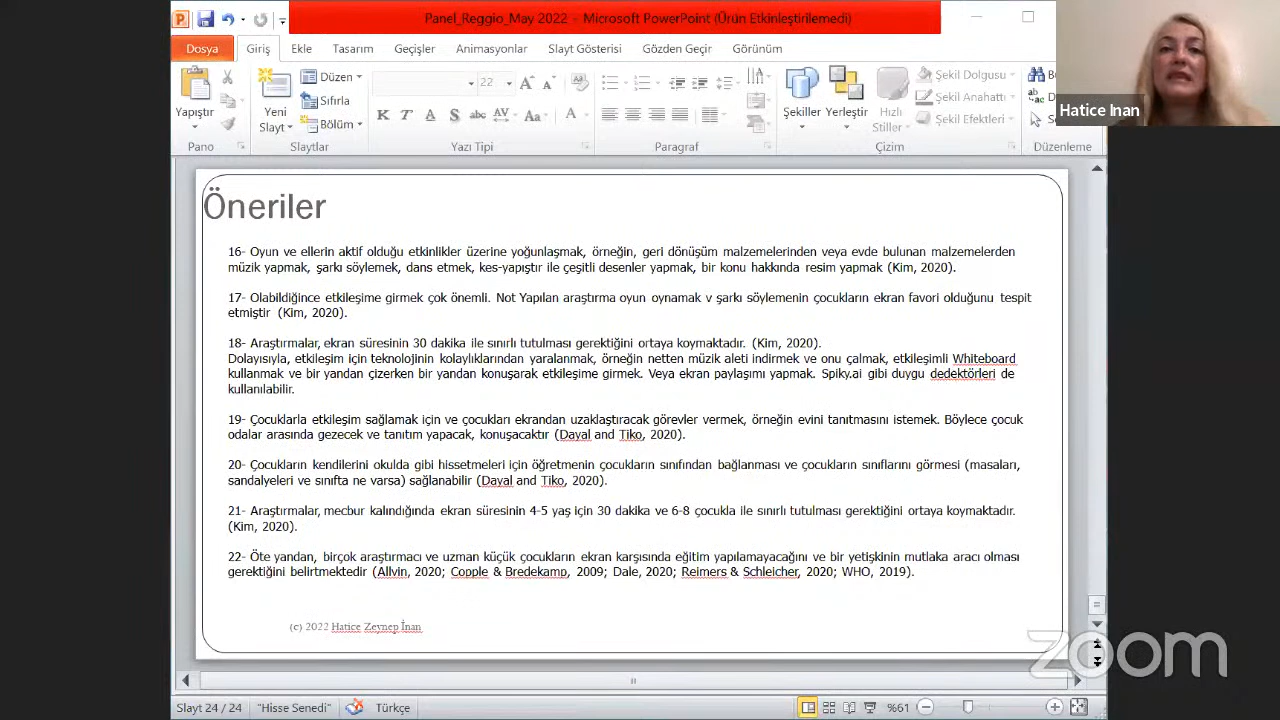 Panel_Reggio_May 2022 - Microsoft PowerPoint (Ürün Etkinleştirilemedi)
Dosya Giriş Ekle Tasarım Geçişler Animasyonlar Slayt Gösterisi Gözden Geçir Görünüm
Hatice Inan
Yapıştır
Pano
Yeni
Slayt
Düzen
Sıfırla
Bölüm
Slaytlar
22
Yazı Tipi
Paragraf
Şekiller
Yerleştir
Hızlı
Stiller
Şekil Dolgusu
Şekil Anahattı
Şekil Efektleri
Çizim
Düzenleme
Öneriler
16- Oyun ve ellerin aktif olduğu etkinlikler üzerine yoğunlaşmak, örneğin, geri dönüşüm malzemelerinden veya evde bulunan malzemelerden
müzik yapmak, şarkı söylemek, dans etmek, kes-yapıştır ile çeşitli desenler yapmak, bir konu hakkında resim yapmak (Kim, 2020).
17- Olabildiğince etkileşime girmek çok önemli. Not Yapılan araştırma oyun oynamak v şarkı söylemenin çocukların ekran favori olduğunu tespit
etmiştir (Kim, 2020).
18- Araştırmalar, ekran süresinin 30 dakika ile sınırlı tutulması gerektiğini ortaya koymaktadır. (Kim, 2020).
Dolayısıyla, etkileşim için teknolojinin kolaylıklarından yaralanmak, örneğin netten müzik aleti indirmek ve onu çalmak, etkileşimli Whiteboard
kullanmak ve bir yandan çizerken bir yandan konuşarak etkileşime girmek. Veya ekran paylaşımı yapmak. Spiky.ai gibi duygu dedektörleri de
kullanılabilir.
19- Çocuklarla etkileşim sağlamak için ve çocukları ekrandan uzaklaştıracak görevler vermek, örneğin evini tanıtmasını istemek. Böylece çocuk
odalar arasında gezecek ve tanıtım yapacak, konuşacaktır (Dayal and Tiko, 2020).
20- Çocukların kendilerini okulda gibi hissetmeleri için öğretmenin çocukların sınıfından bağlanması ve çocukların sınıflarını görmesi (masaları,
sandalyeleri ve sınıfta ne varsa) sağlanabilir (Dayal and Tiko, 2020).
21- Araştırmalar, mecbur kalındığında ekran süresinin 4-5 yaş için 30 dakika ve 6-8 çocukla ile sınırlı tutulması gerektiğini ortaya koymaktadır.
(Kim, 2020).
22- Öte yandan, birçok araştırmacı ve uzman küçük çocukların ekran karşısında eğitim yapılamayacağını ve bir yetişkinin mutlaka aracı olması
gerektiğini belirtmektedir (Allvin, 2020; Copple & Bredekamp, 2009; Dale, 2020; Reimers & Schleicher, 2020; WHO, 2019).
(c) 2022 Hatice Zeynep İnan
zoom
Slayt 24 / 24 "Hisse Senedi" Türkçe %61